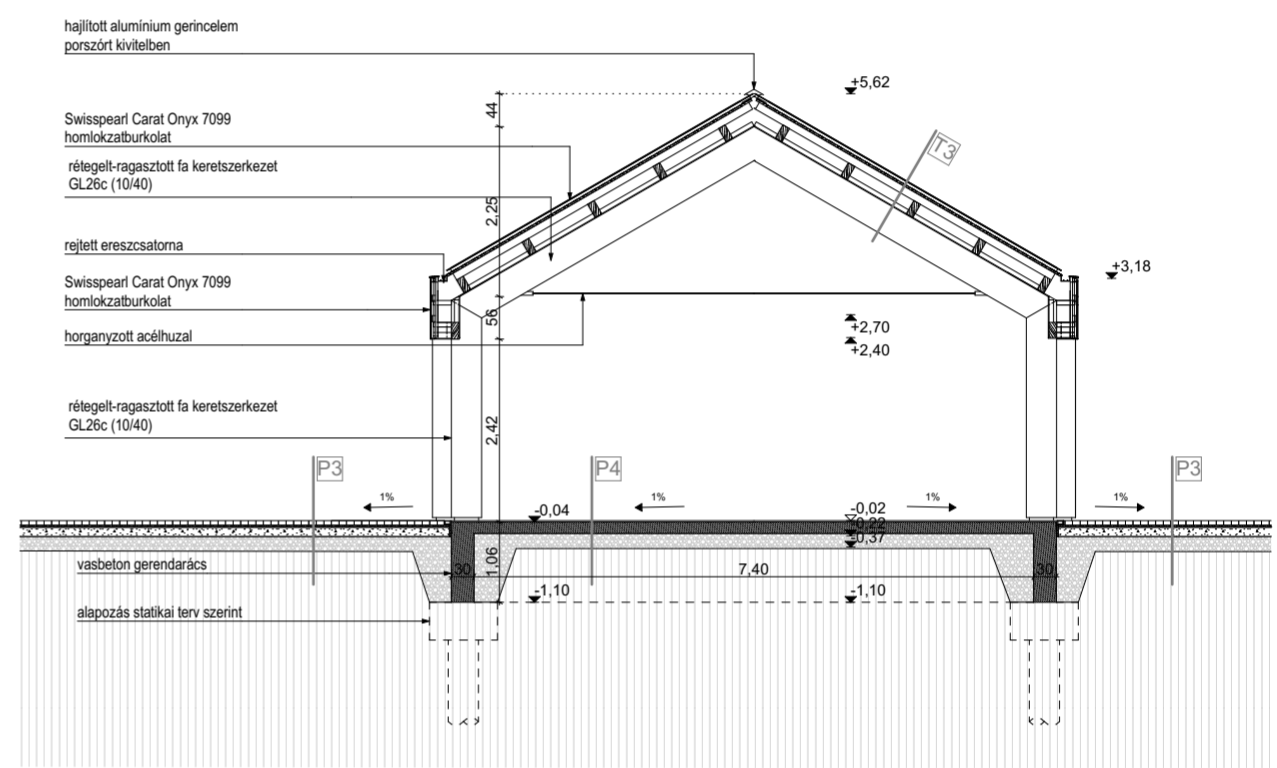 hajlított alumínium gerincelem
porszórt kivitelben
+5,62
44
Swisspearl Carat Onyx 7099
homlokzatburkolat
T3
rétegelt-ragasztott fa keretszerkezet
GL26c (10/40)
2,25
rejtett ereszcsatorna
+3,18
Swisspearl Carat Onyx 7099
homlokzatburkolat
56
+2,70
horganyzott acélhuzal
+2,40
rétegelt-ragasztott fa keretszerkezet
GL26c (10/40)
2,42
P3
P4
P3
1%
1%
1%
1%
-0,04
-0,02
-0,22
-0,37
1,06
vasbeton gerendarács
30
7,40
30
-1,10
-1,10
alapozás statikai terv szerint